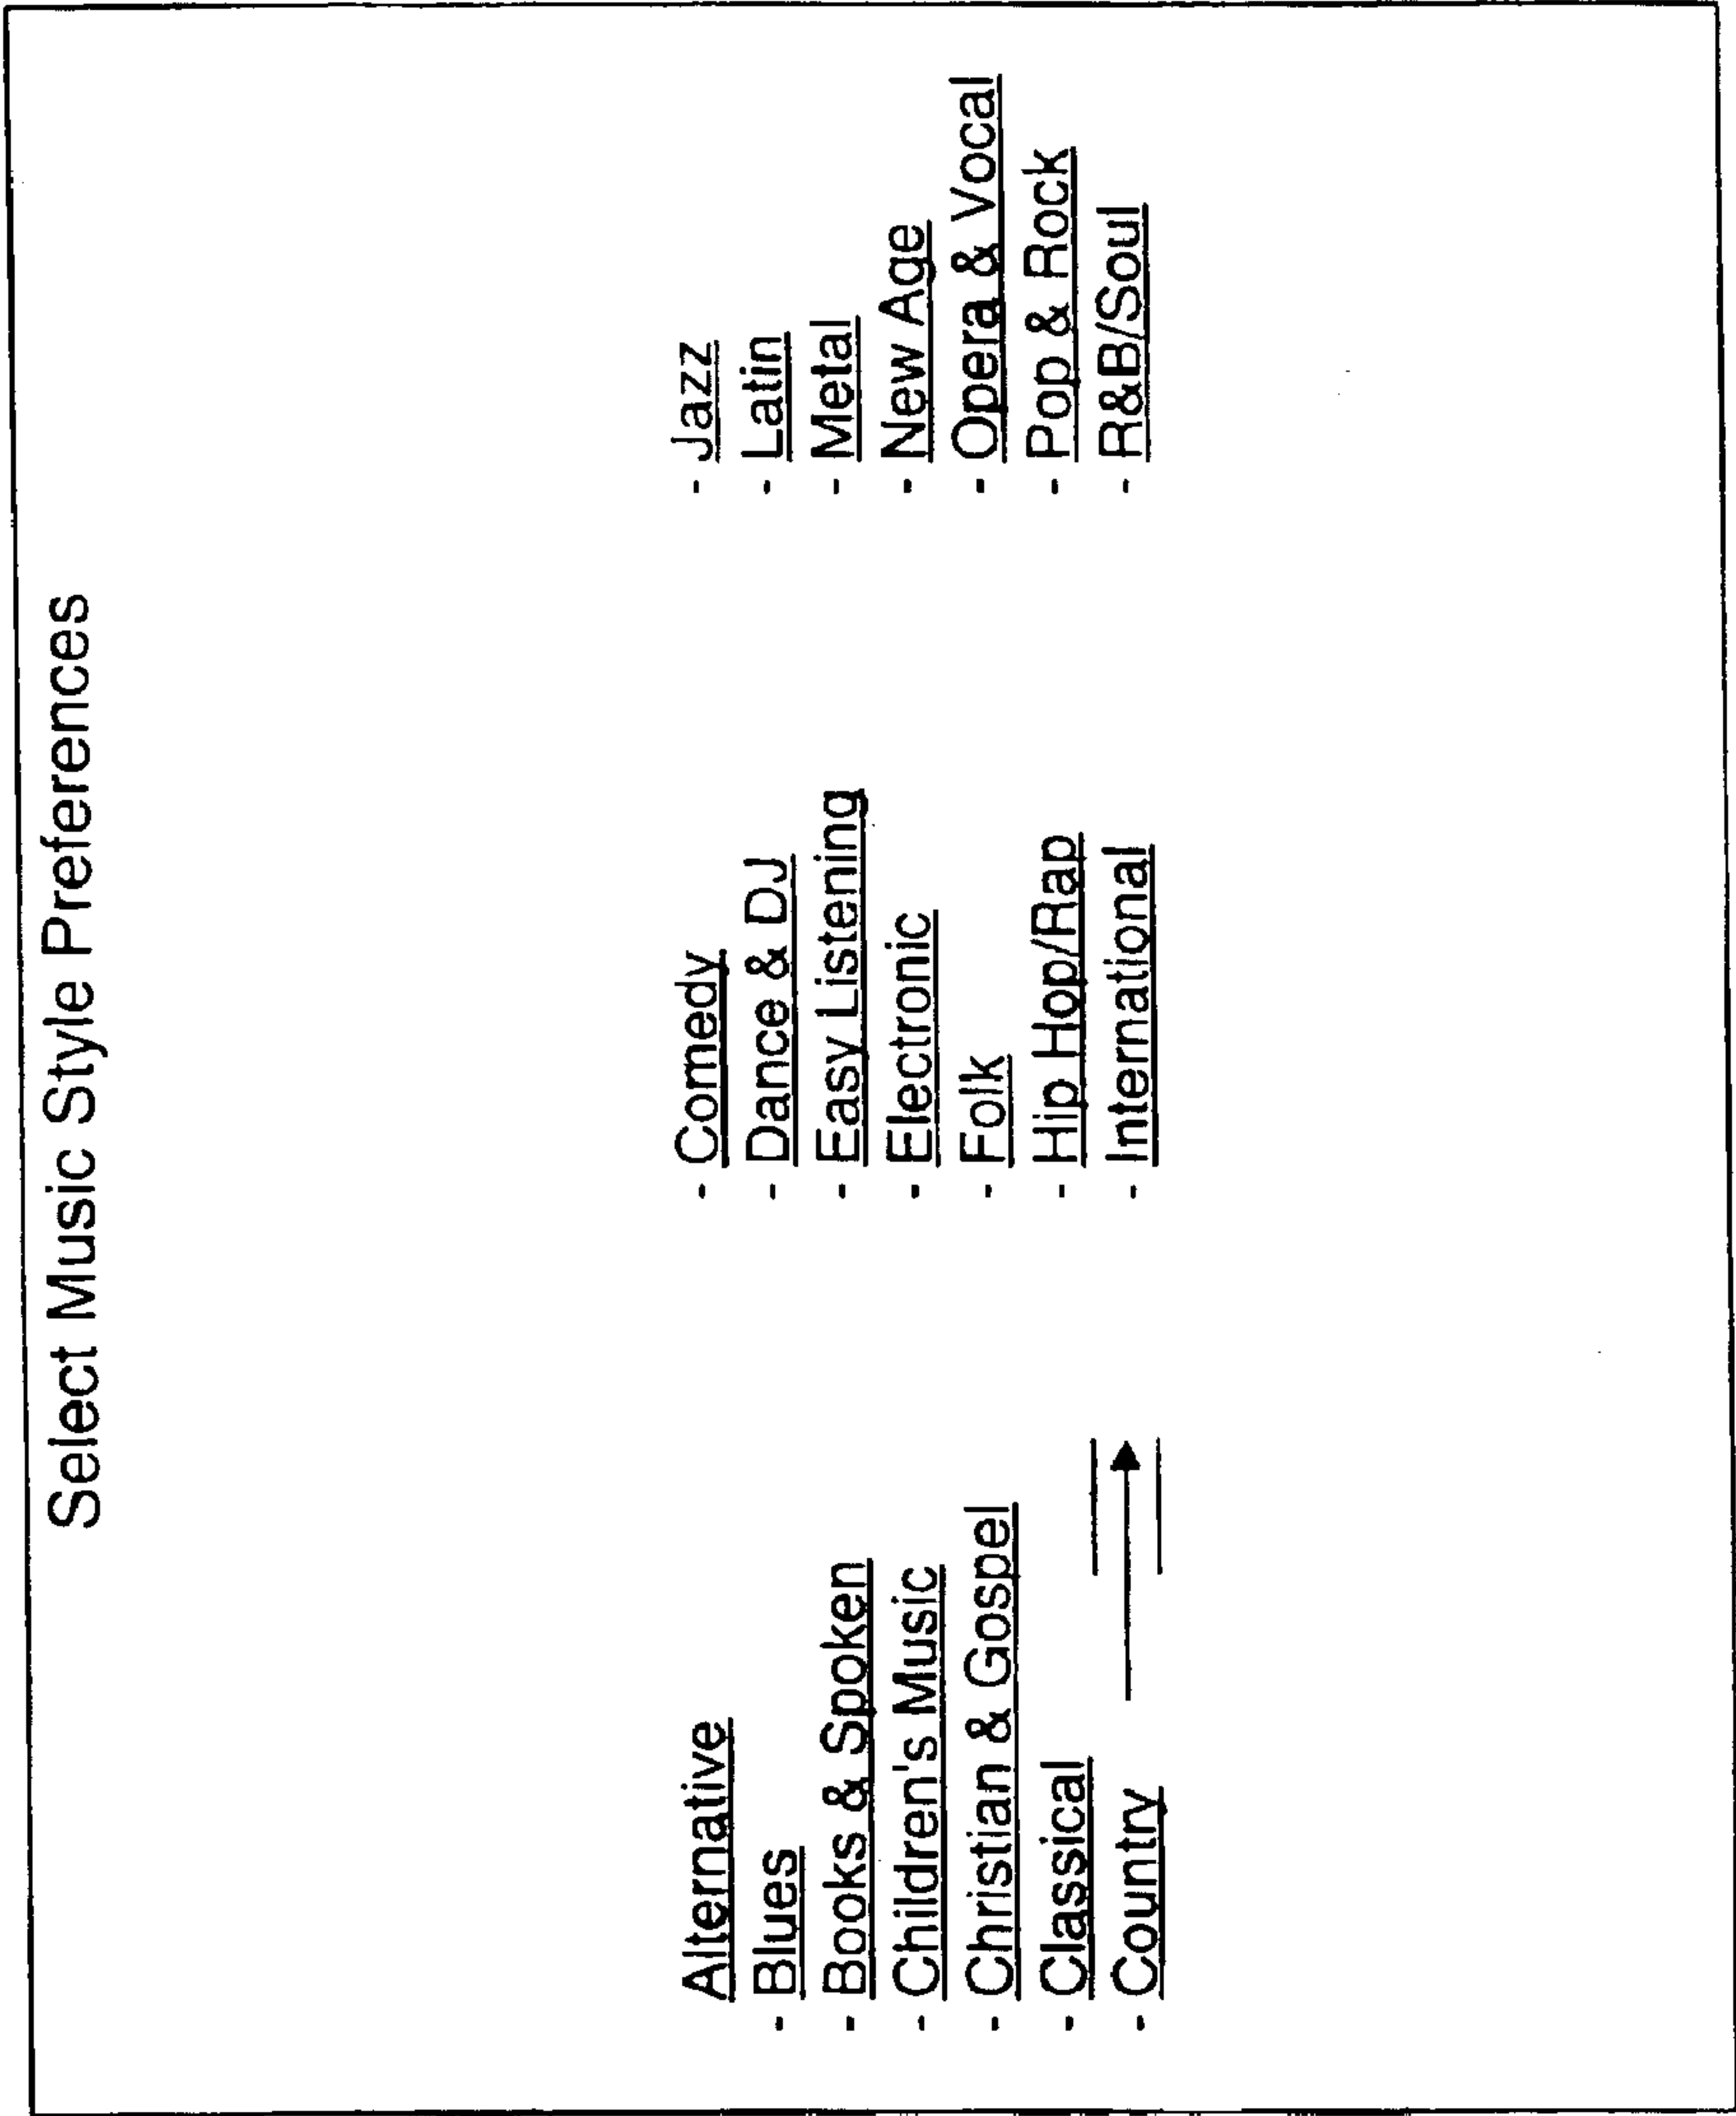 Select Music Style Preferences
Alternative
- Blues
- Books & Spoken
- Children's Music
- Christian & Gospel
- Classical
- Country
- Comedy
- Dance & DJ
- Easy Listening
- Electronic
- Folk
- Hip Hop/Rap
- International
- Jazz
- Latin
- Metal
- New Age
- Opera & Vocal
- Pop & Rock
- R&B/Soul